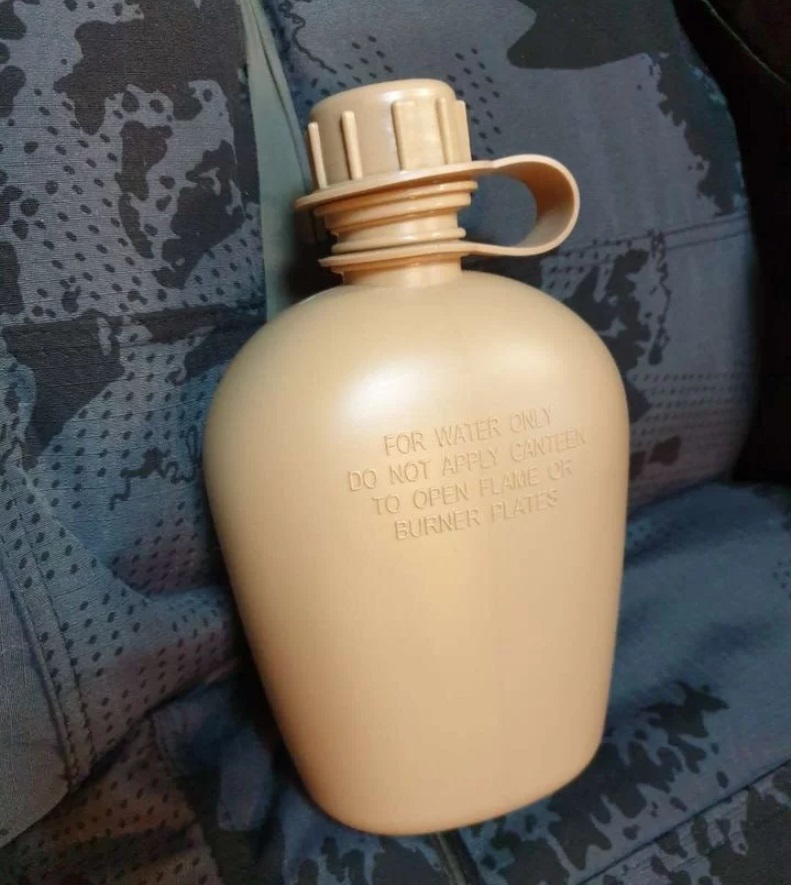 FOR WATER ONLY
DO NOT APPLY CANTEEN
TO OPEN FLAME OR
BURNER PLATES